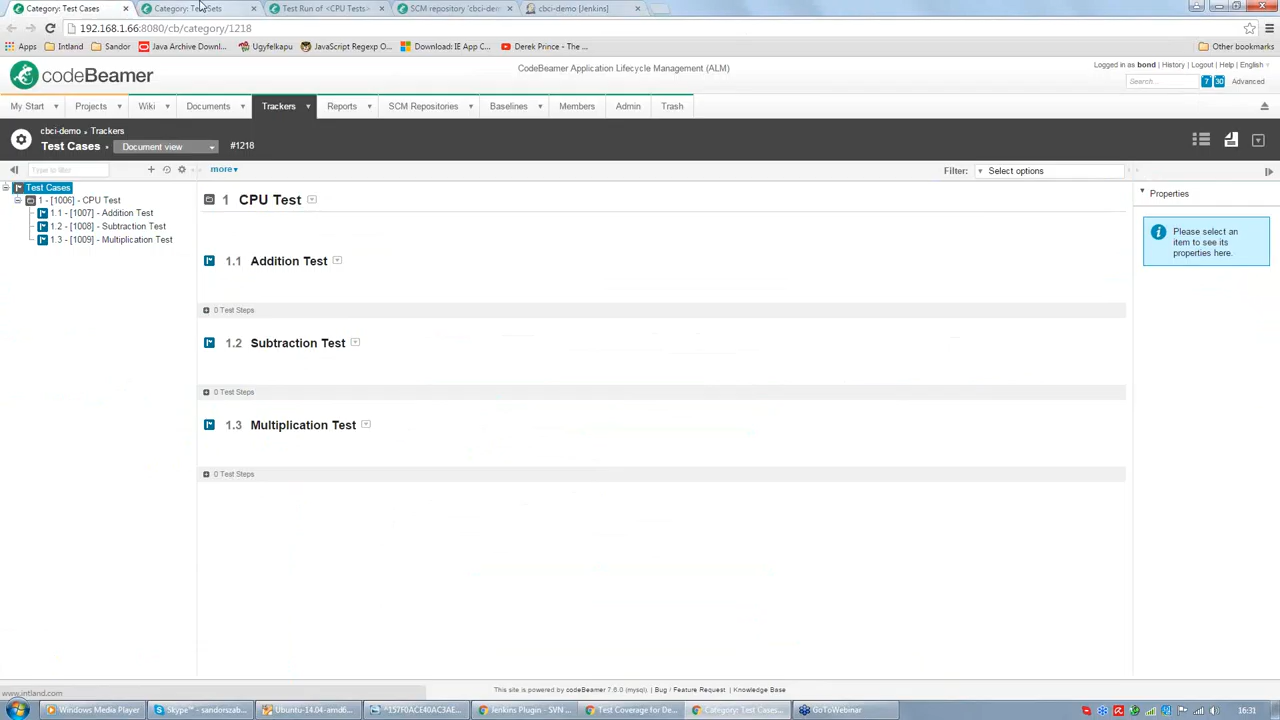 Category: Test Cases
Category: Test Sets
Test Run of <CPU Tests>
SCM repository 'cbci-dem
cbci-demo [Jenkins]
192.168.1.66:8080/cb/category/1218
Apps
Intland
Sandor
Java Archive Downl...
Ugyfelkapu
JavaScript Regexp O...
Download: IE App C...
Derek Prince - The ...
Other bookmarks
codeBeamer
CodeBeamer Application Lifecycle Management (ALM)
Logged in as bond | History | Logout | Help | English
Search...
7
30
Advanced
My Start
Projects
Wiki
Documents
Trackers
Reports
SCM Repositories
Baselines
Members
Admin
Trash
cbci-demo » Trackers
Test Cases
Document view
#1218
Type to filter
more
Filter:
Select options
Test Cases
1 - [1006] - CPU Test
1.1 - [1007] - Addition Test
1.2 - [1008] - Subtraction Test
1.3 - [1009] - Multiplication Test
1 CPU Test
1.1 Addition Test
0 Test Steps
1.2 Subtraction Test
0 Test Steps
1.3 Multiplication Test
0 Test Steps
Properties
Please select an
item to see its
properties here.
www.intland.com
This site is powered by codeBeamer 7.6.0 (mysql). | Bug / Feature Request | Knowledge Base
Windows Media Player
Skype™ - sandorszab...
Ubuntu-14.04-amd6...
^157F0ACE40AC3AE...
Jenkins Plugin - SVN ...
Test Coverage for De...
Category: Test Cases...
GoToWebinar
16:31